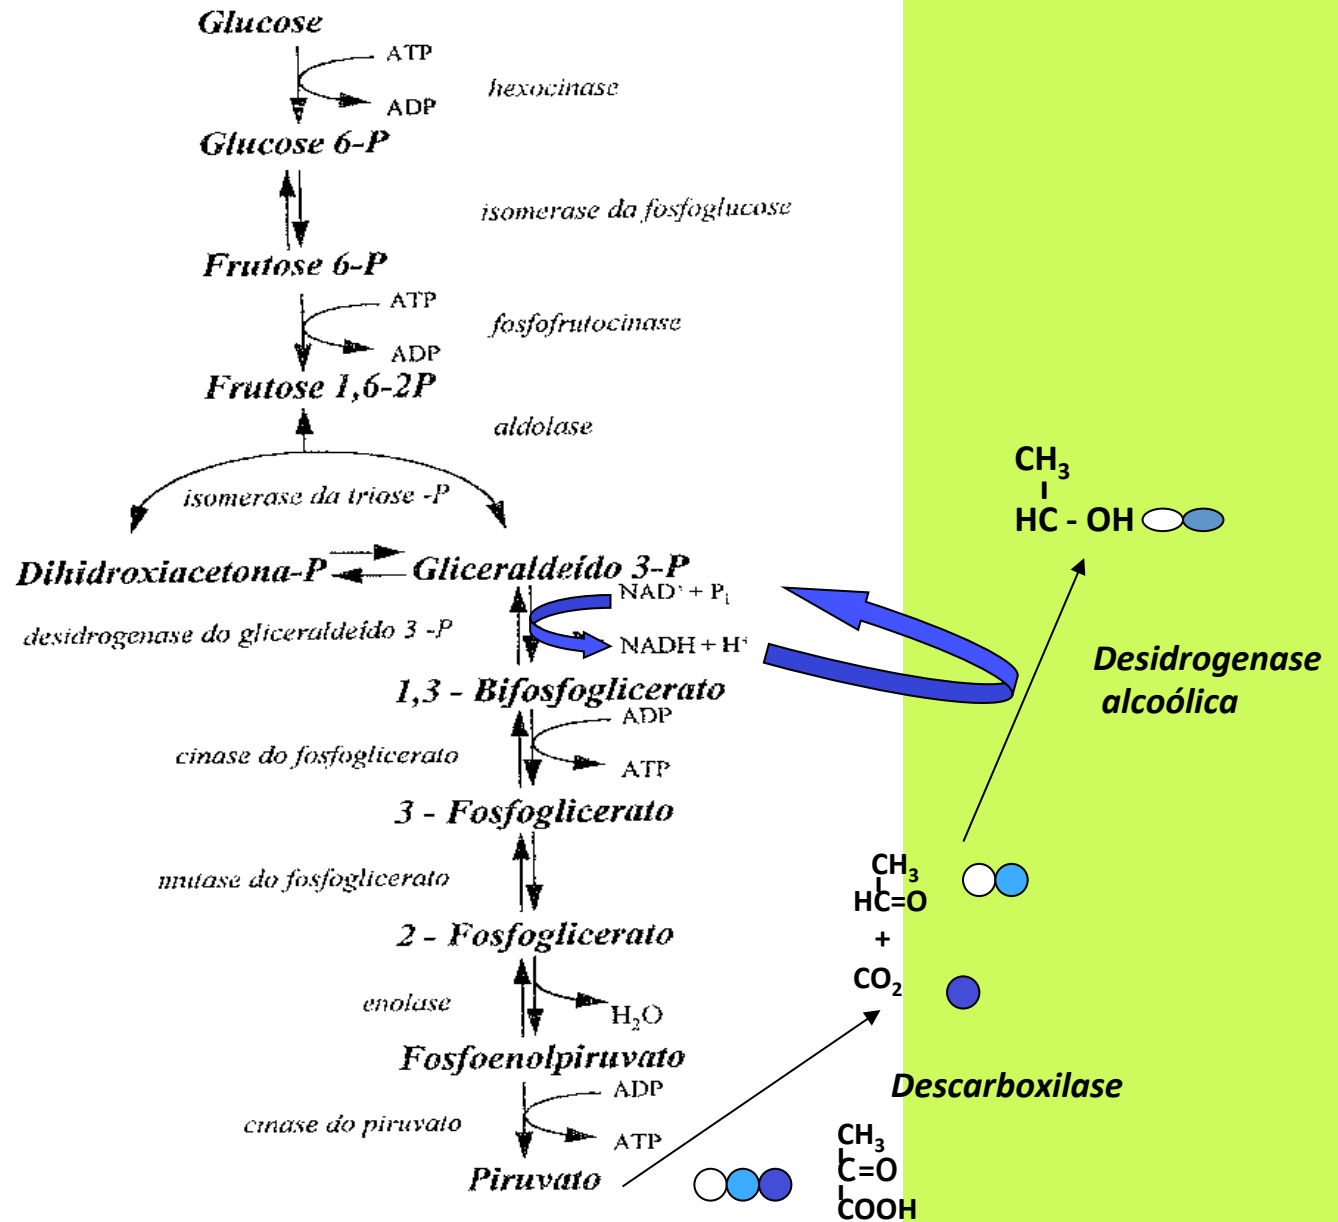 Glucose
ATP
hexocinase
ADP
Glucose 6-P
isomerase da fosfoglucose
Frutose 6-P
ATP
fosfofrutocinase
ADP
Frutose 1,6-2P
aldolase
isomerase da triose -P
Dihidroxiacetona-P
Gliceraldeído 3-P
NAD⁺ + Pᵢ
desidrogenase do gliceraldeído 3 -P
NADH + H⁺
1,3 - Bifosfoglicerato
ADP
cinase do fosfoglicerato
ATP
3 - Fosfoglicerato
mutase do fosfoglicerato
2 - Fosfoglicerato
enolase
H₂O
Fosfoenolpiruvato
ADP
cinase do piruvato
ATP
Piruvato
CH₃
C=O
COOH
Descarboxilase
CH₃
HC=O
+
CO₂
Desidrogenase
alcoólica
CH₃
HC - OH